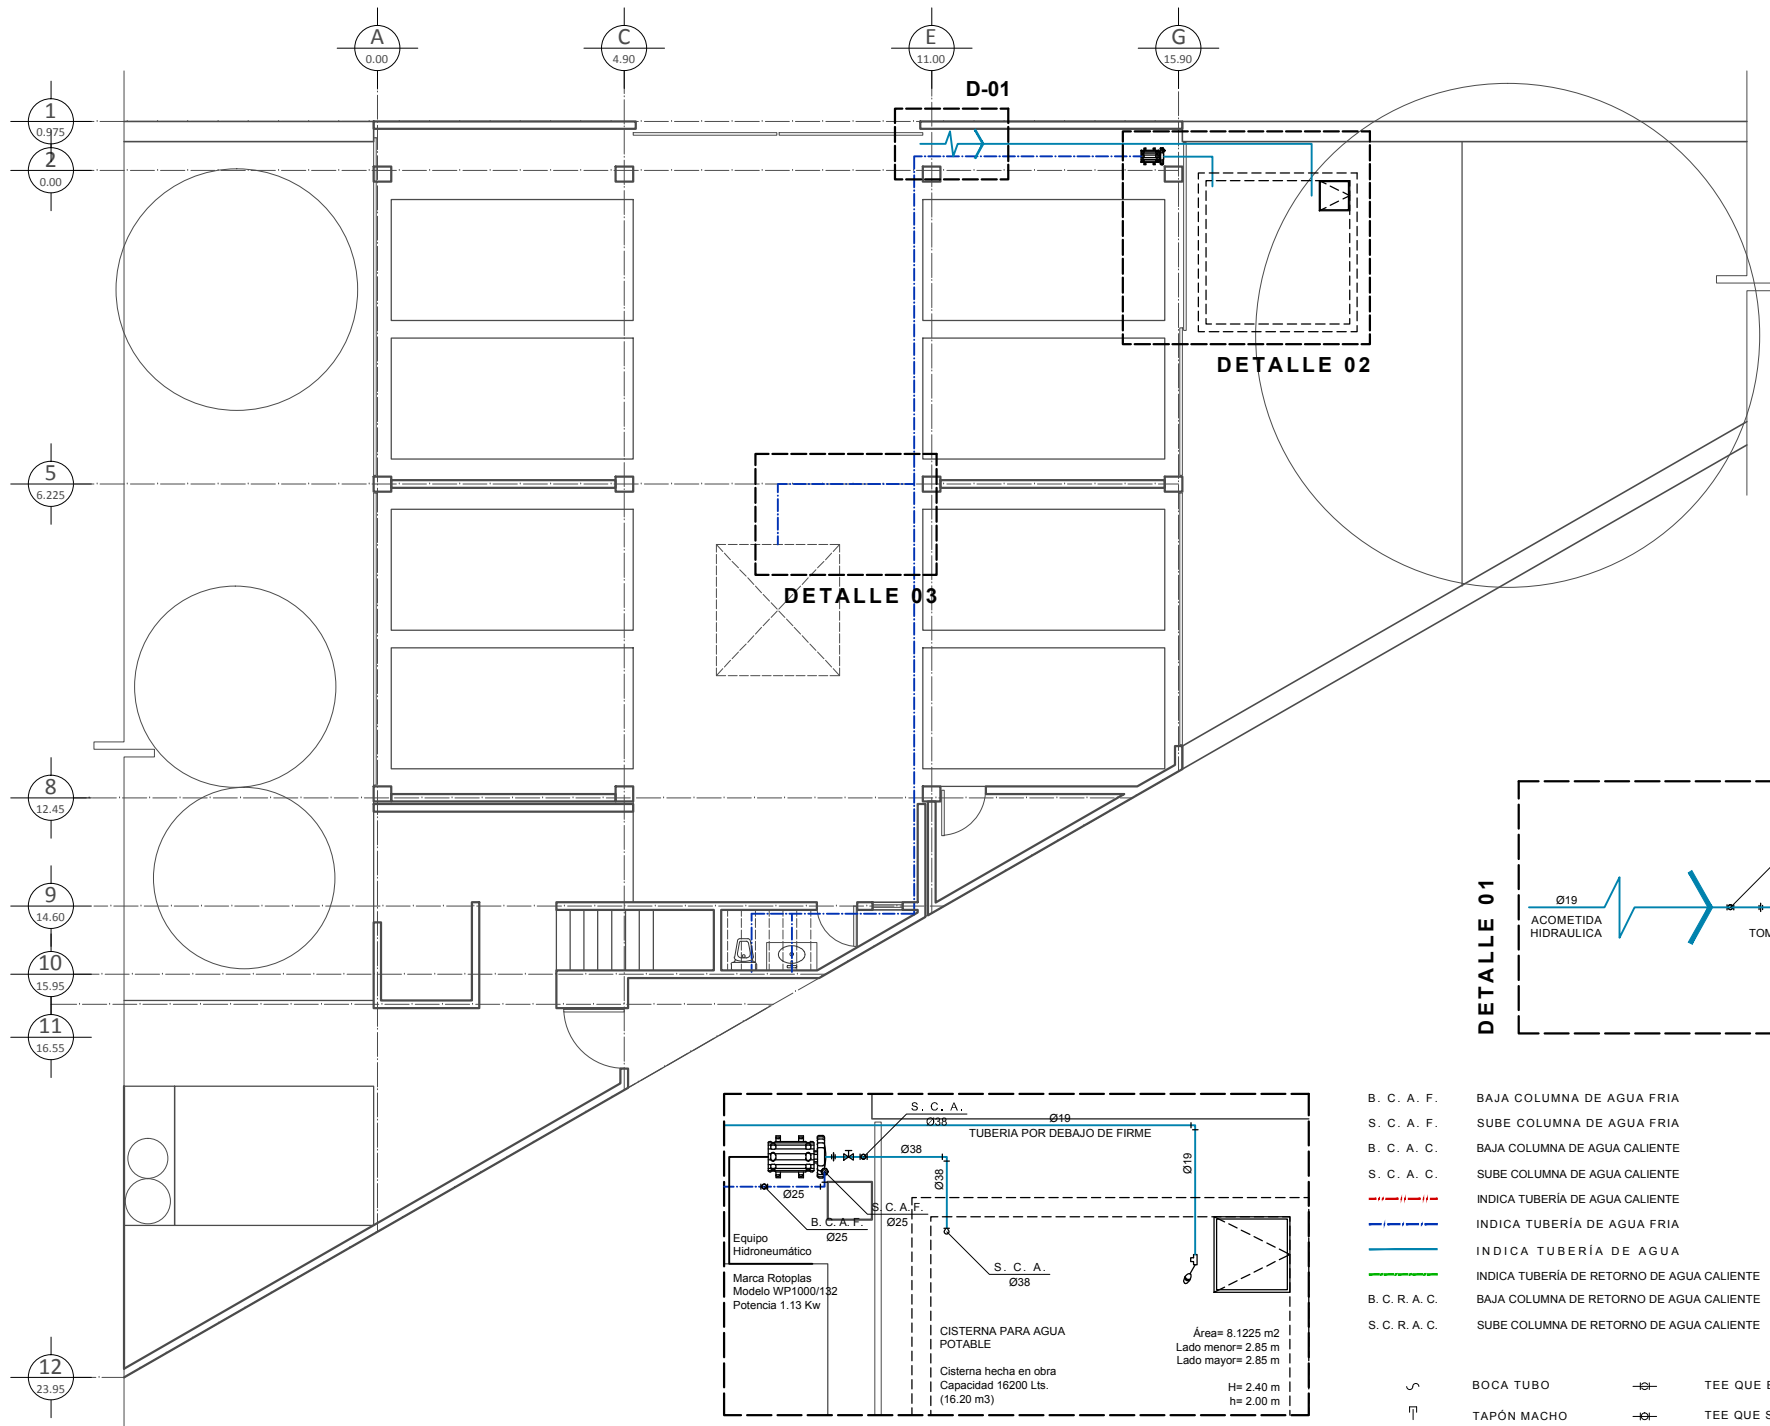 A
0.00
C
4.90
E
11.00
G
15.90
1
0.975
2
0.00
5
6.225
8
12.45
9
14.60
10
15.95
11
16.55
12
23.95
D-01
DETALLE 02
DETALLE 03
DETALLE 01
Ø19
ACOMETIDA
HIDRAULICA
TOM
S. C. A.
Ø38
Ø19
TUBERIA POR DEBAJO DE FIRME
Ø38
Ø38
Ø19
Ø25
S. C. A. F.
Ø25
B. C. A. F.
Ø25
Equipo
Hidroneumático
Marca Rotoplas
Modelo WP1000/132
Potencia 1.13 Kw
S. C. A.
Ø38
CISTERNA PARA AGUA
POTABLE
Cisterna hecha en obra
Capacidad 16200 Lts.
(16.20 m3)
Área= 8.1225 m2
Lado menor= 2.85 m
Lado mayor= 2.85 m
H= 2.40 m
h= 2.00 m
B. C. A. F. BAJA COLUMNA DE AGUA FRIA
S. C. A. F. SUBE COLUMNA DE AGUA FRIA
B. C. A. C. BAJA COLUMNA DE AGUA CALIENTE
S. C. A. C. SUBE COLUMNA DE AGUA CALIENTE
INDICA TUBERÍA DE AGUA CALIENTE
INDICA TUBERÍA DE AGUA FRIA
INDICA TUBERÍA DE AGUA
INDICA TUBERÍA DE RETORNO DE AGUA CALIENTE
B. C. R. A. C. BAJA COLUMNA DE RETORNO DE AGUA CALIENTE
S. C. R. A. C. SUBE COLUMNA DE RETORNO DE AGUA CALIENTE
BOCA TUBO
TEE QUE B
TAPÓN MACHO
TEE QUE S